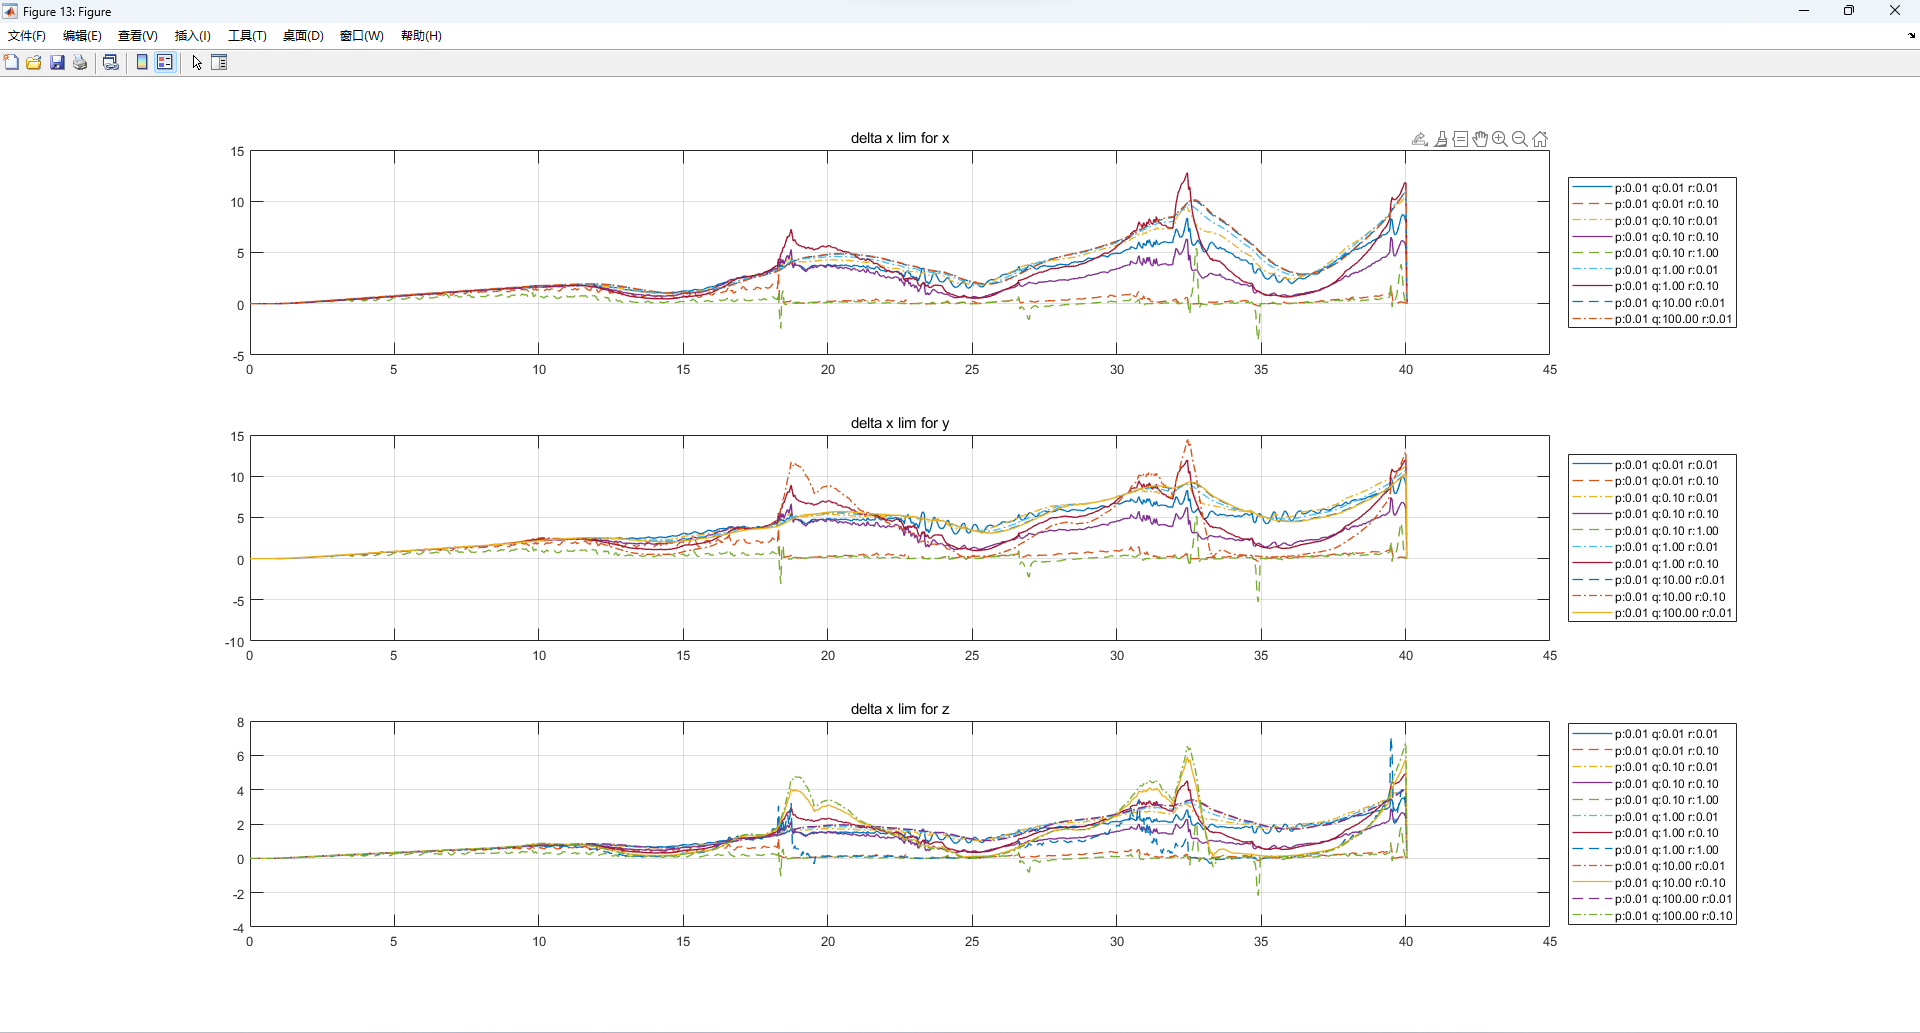 Figure 13: Figure
文件(F) 编辑(E) 查看(V) 插入(I) 工具(T) 桌面(D) 窗口(W) 帮助(H)
delta x lim for x
15
10
5
0
-5
0 5 10 15 20 25 30 35 40 45
p:0.01 q:0.01 r:0.01
p:0.01 q:0.01 r:0.10
p:0.01 q:0.10 r:0.01
p:0.01 q:0.10 r:0.10
p:0.01 q:0.10 r:1.00
p:0.01 q:1.00 r:0.01
p:0.01 q:1.00 r:0.10
p:0.01 q:10.00 r:0.01
p:0.01 q:100.00 r:0.01
delta x lim for y
15
10
5
0
-5
-10
0 5 10 15 20 25 30 35 40 45
p:0.01 q:0.01 r:0.01
p:0.01 q:0.01 r:0.10
p:0.01 q:0.10 r:0.01
p:0.01 q:0.10 r:0.10
p:0.01 q:0.10 r:1.00
p:0.01 q:1.00 r:0.01
p:0.01 q:1.00 r:0.10
p:0.01 q:10.00 r:0.01
p:0.01 q:10.00 r:0.10
p:0.01 q:100.00 r:0.01
delta x lim for z
8
6
4
2
0
-2
-4
0 5 10 15 20 25 30 35 40 45
p:0.01 q:0.01 r:0.01
p:0.01 q:0.01 r:0.10
p:0.01 q:0.10 r:0.01
p:0.01 q:0.10 r:0.10
p:0.01 q:0.10 r:1.00
p:0.01 q:1.00 r:0.01
p:0.01 q:1.00 r:0.10
p:0.01 q:1.00 r:1.00
p:0.01 q:10.00 r:0.01
p:0.01 q:10.00 r:0.10
p:0.01 q:100.00 r:0.01
p:0.01 q:100.00 r:0.10